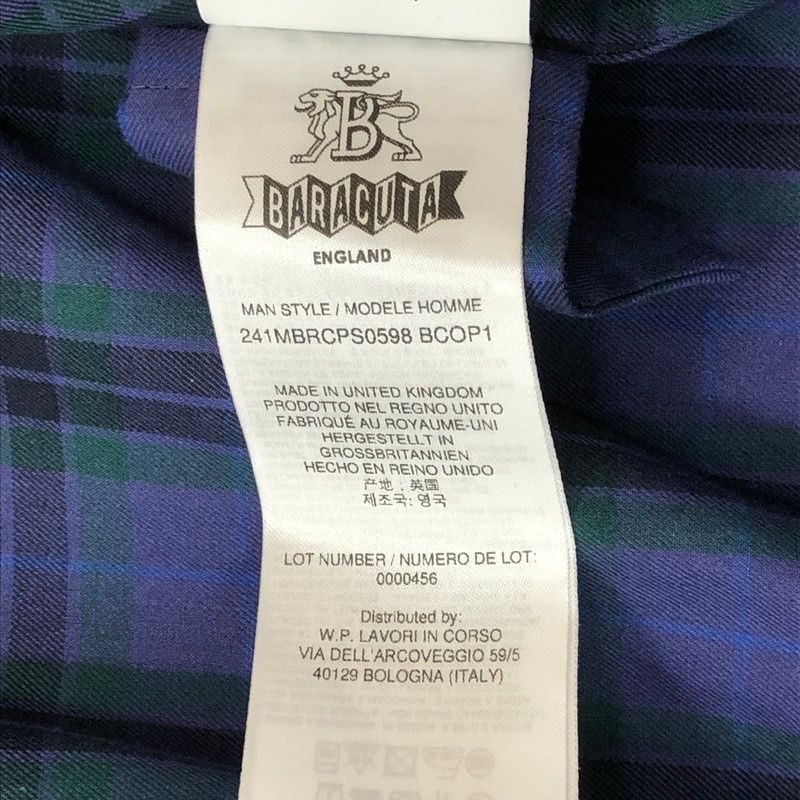 B
BARACUTA
ENGLAND
MAN STYLE / MODELE HOMME
241MBRCPS0598 BCOP1
MADE IN UNITED KINGDOM
PRODOTTO NEL REGNO UNITO
FABRIQUÉ AU ROYAUME-UNI
HERGESTELLT IN
GROSSBRITANNIEN
HECHO EN REINO UNIDO
产地 : 英国
제조국: 영국
LOT NUMBER / NUMERO DE LOT:
0000456
Distributed by:
W.P. LAVORI IN CORSO
VIA DELL'ARCOVEGGIO 59/5
40129 BOLOGNA (ITALY)